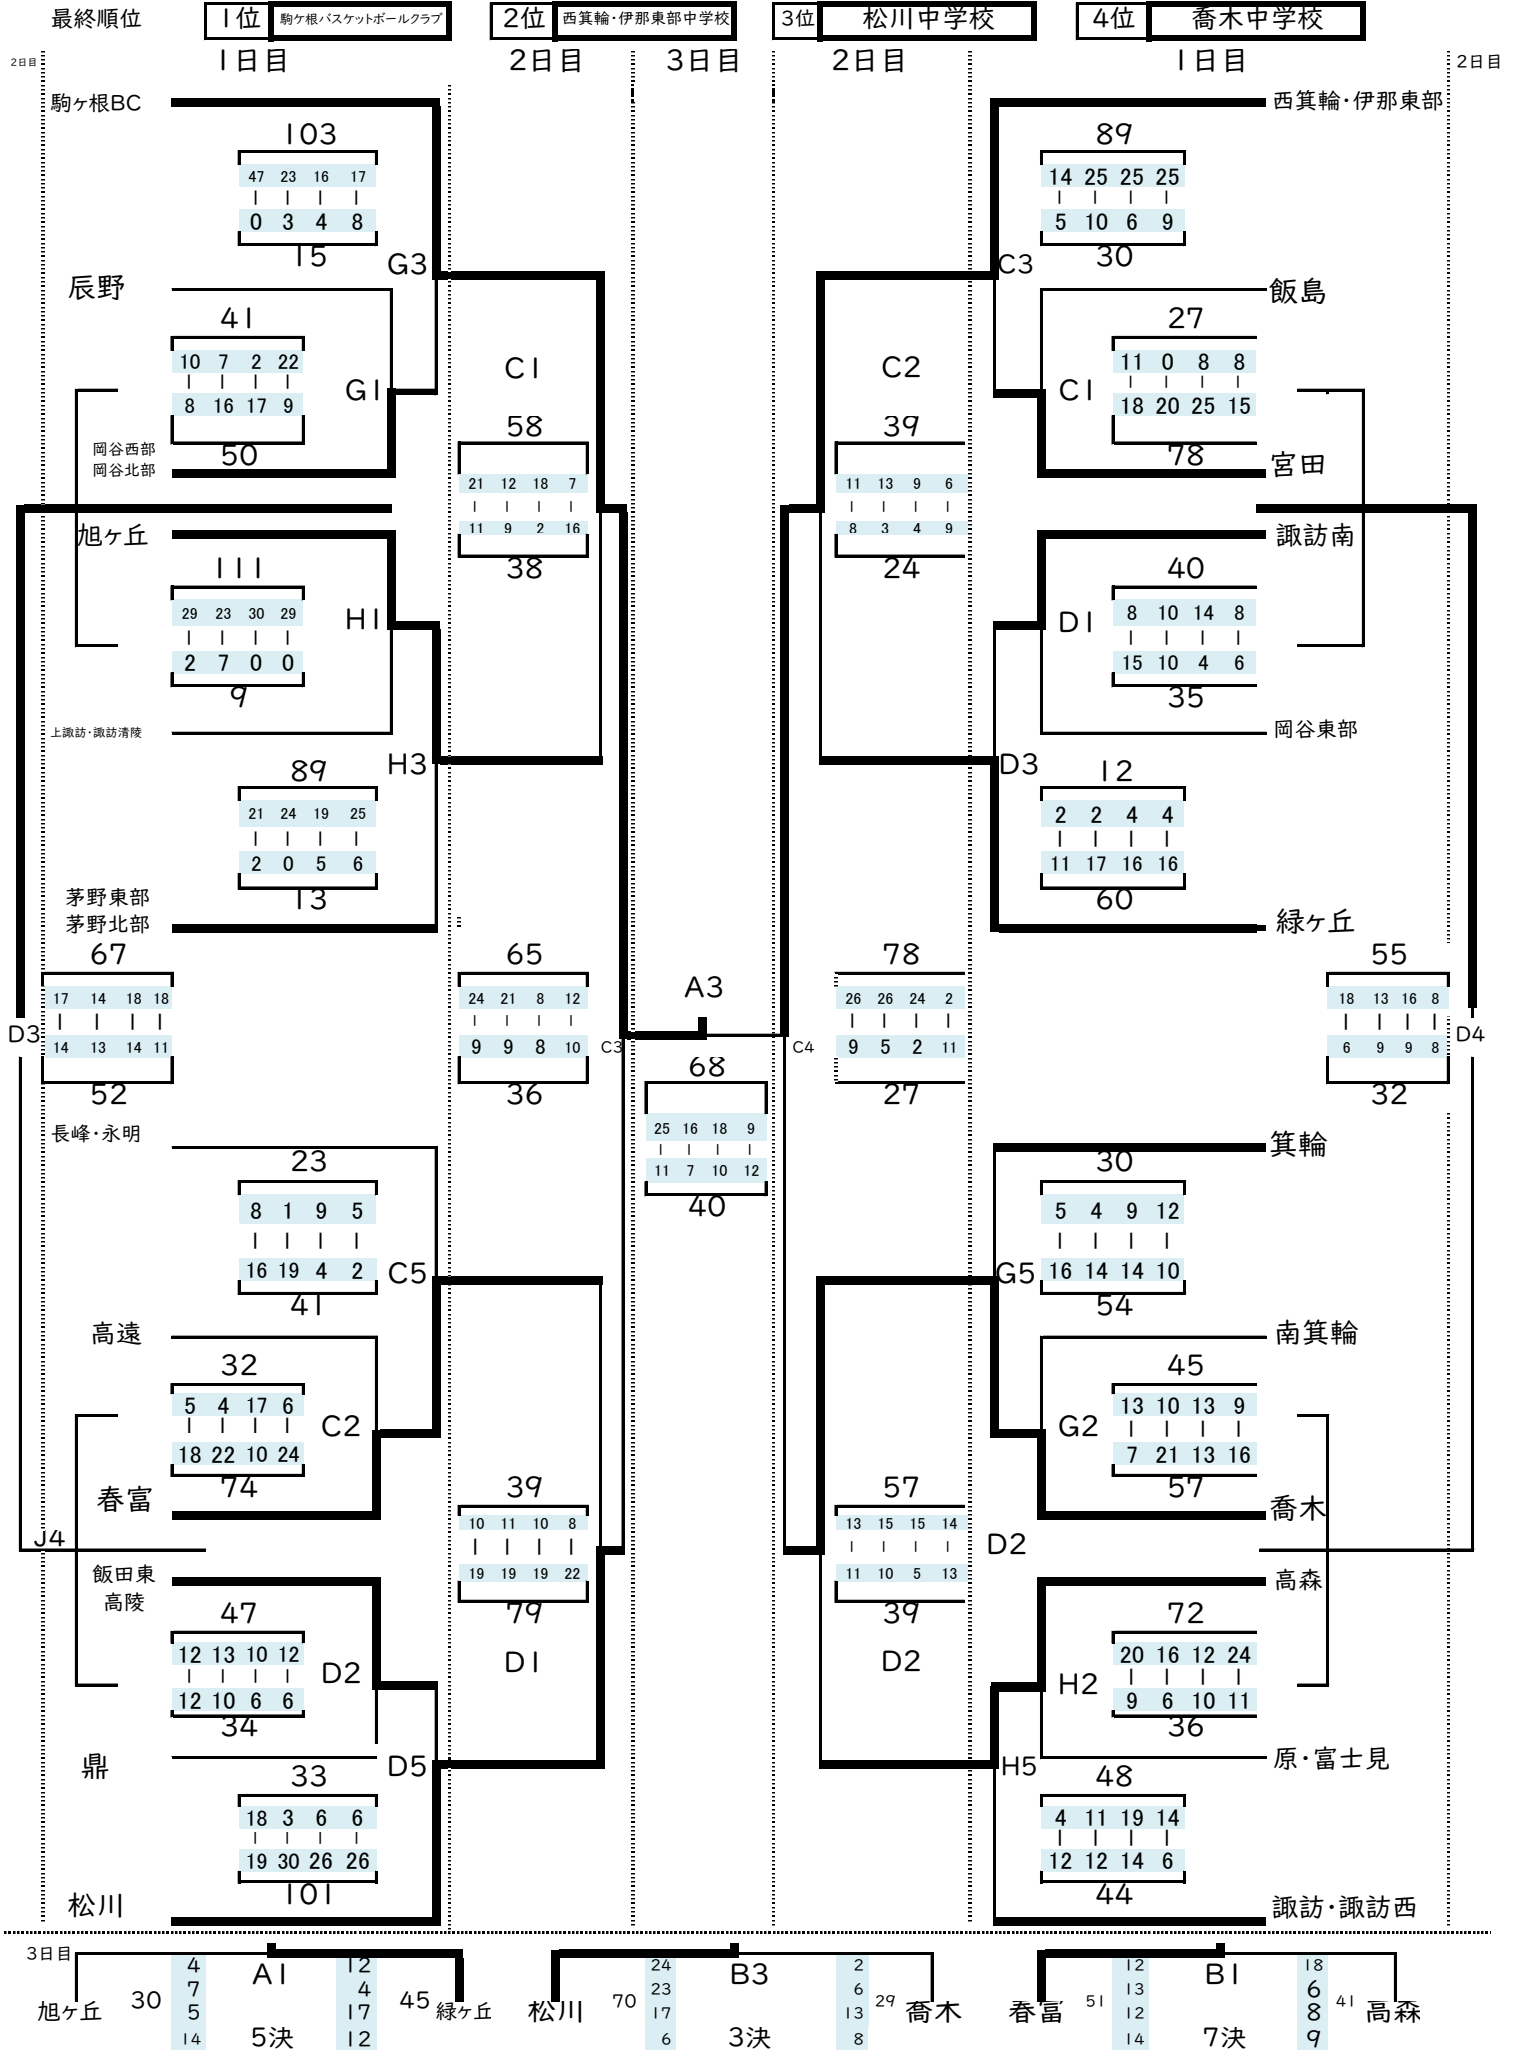 最終順位 1位 駒ケ根バスケットボールクラブ 2位 西箕輪・伊那東部中学校 3位 松川中学校 4位 喬木中学校
2日目 1日目 2日目 3日目 2日目 1日目 2日目
駒ヶ根BC
103
47 23 16 17
0 3 4 8
15
G3
辰野
41
10 7 2 22
8 16 17 9
50
G1
岡谷西部
岡谷北部
旭ヶ丘
111
29 23 30 29
2 7 0 0
9
H1
上諏訪・諏訪清陵
H3
89
21 24 19 25
2 0 5 6
13
茅野東部
茅野北部
67
17 14 18 18
14 13 14 11
52
D3
長峰・永明
23
8 1 9 5
16 19 4 2
41
C5
高遠
32
5 4 17 6
18 22 10 24
74
C2
春富
J4
飯田東
高陵
47
12 13 10 12
12 10 6 6
34
D2
鼎
D5
33
18 3 6 6
19 30 26 26
101
松川
C1
58
21 12 18 7
11 9 2 16
38
65
24 21 8 12
9 9 8 10
36
C3
39
10 11 10 8
19 19 19 22
79
D1
A3
68
25 16 18 9
11 7 10 12
40
C2
39
11 13 9 6
8 3 4 9
24
78
26 26 24 2
9 5 2 11
27
C4
57
13 15 15 14
11 10 5 13
39
D2
D2
西箕輪・伊那東部
89
14 25 25 25
5 10 6 9
30
C3
飯島
27
11 0 8 8
18 20 25 15
78
C1
宮田
諏訪南
40
8 10 14 8
15 10 4 6
35
D1
岡谷東部
D3
12
2 2 4 4
11 17 16 16
60
緑ヶ丘
55
18 13 16 8
6 9 9 8
32
D4
箕輪
30
5 4 9 12
16 14 14 10
54
G5
南箕輪
45
13 10 13 9
7 21 13 16
57
G2
喬木
高森
72
20 16 12 24
9 6 10 11
36
H2
原・富士見
H5
48
4 11 19 14
12 12 14 6
44
諏訪・諏訪西
3日目
旭ヶ丘 30
4
7
5
14
A1
5決
12
4
17
12
45 緑ヶ丘
松川 70
24
23
17
6
B3
3決
2
6
13
8
29 喬木
春富 51
12
13
12
14
B1
7決
18
6
8
9
41 高森